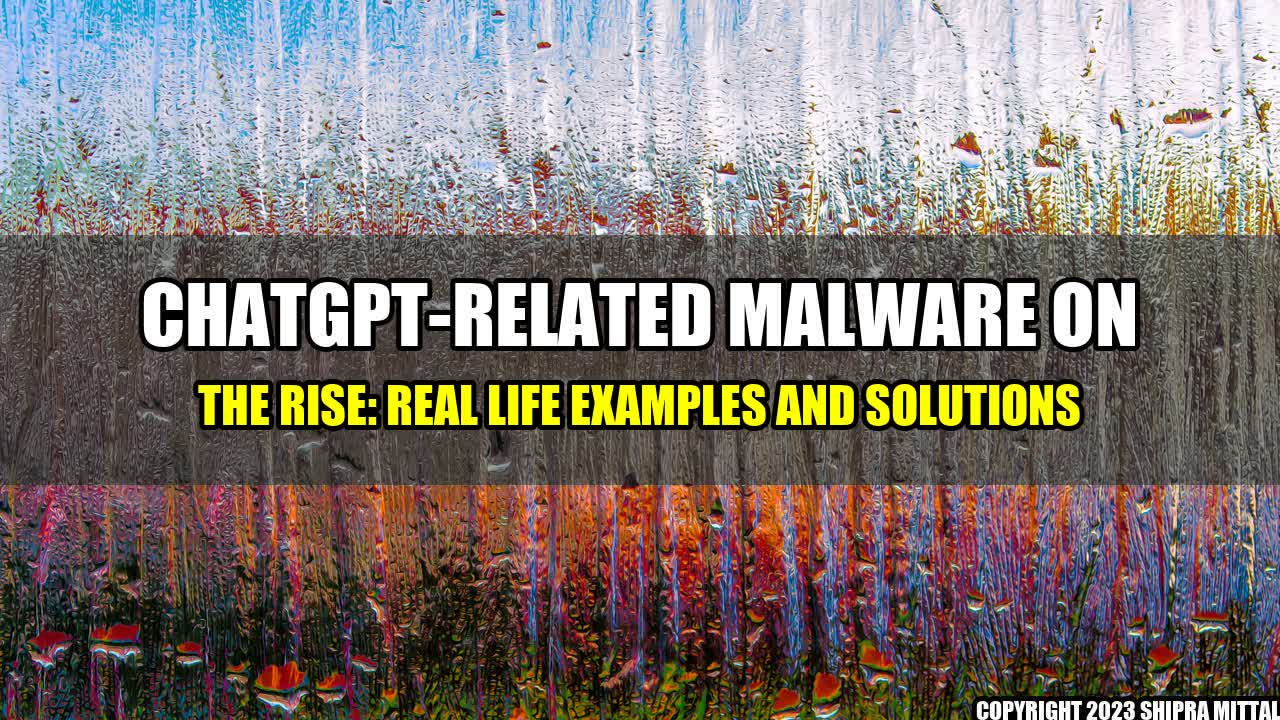 CHATGPT-RELATED MALWARE ON
THE RISE: REAL LIFE EXAMPLES AND SOLUTIONS
COPYRIGHT 2023 SHIPRA MITTAL